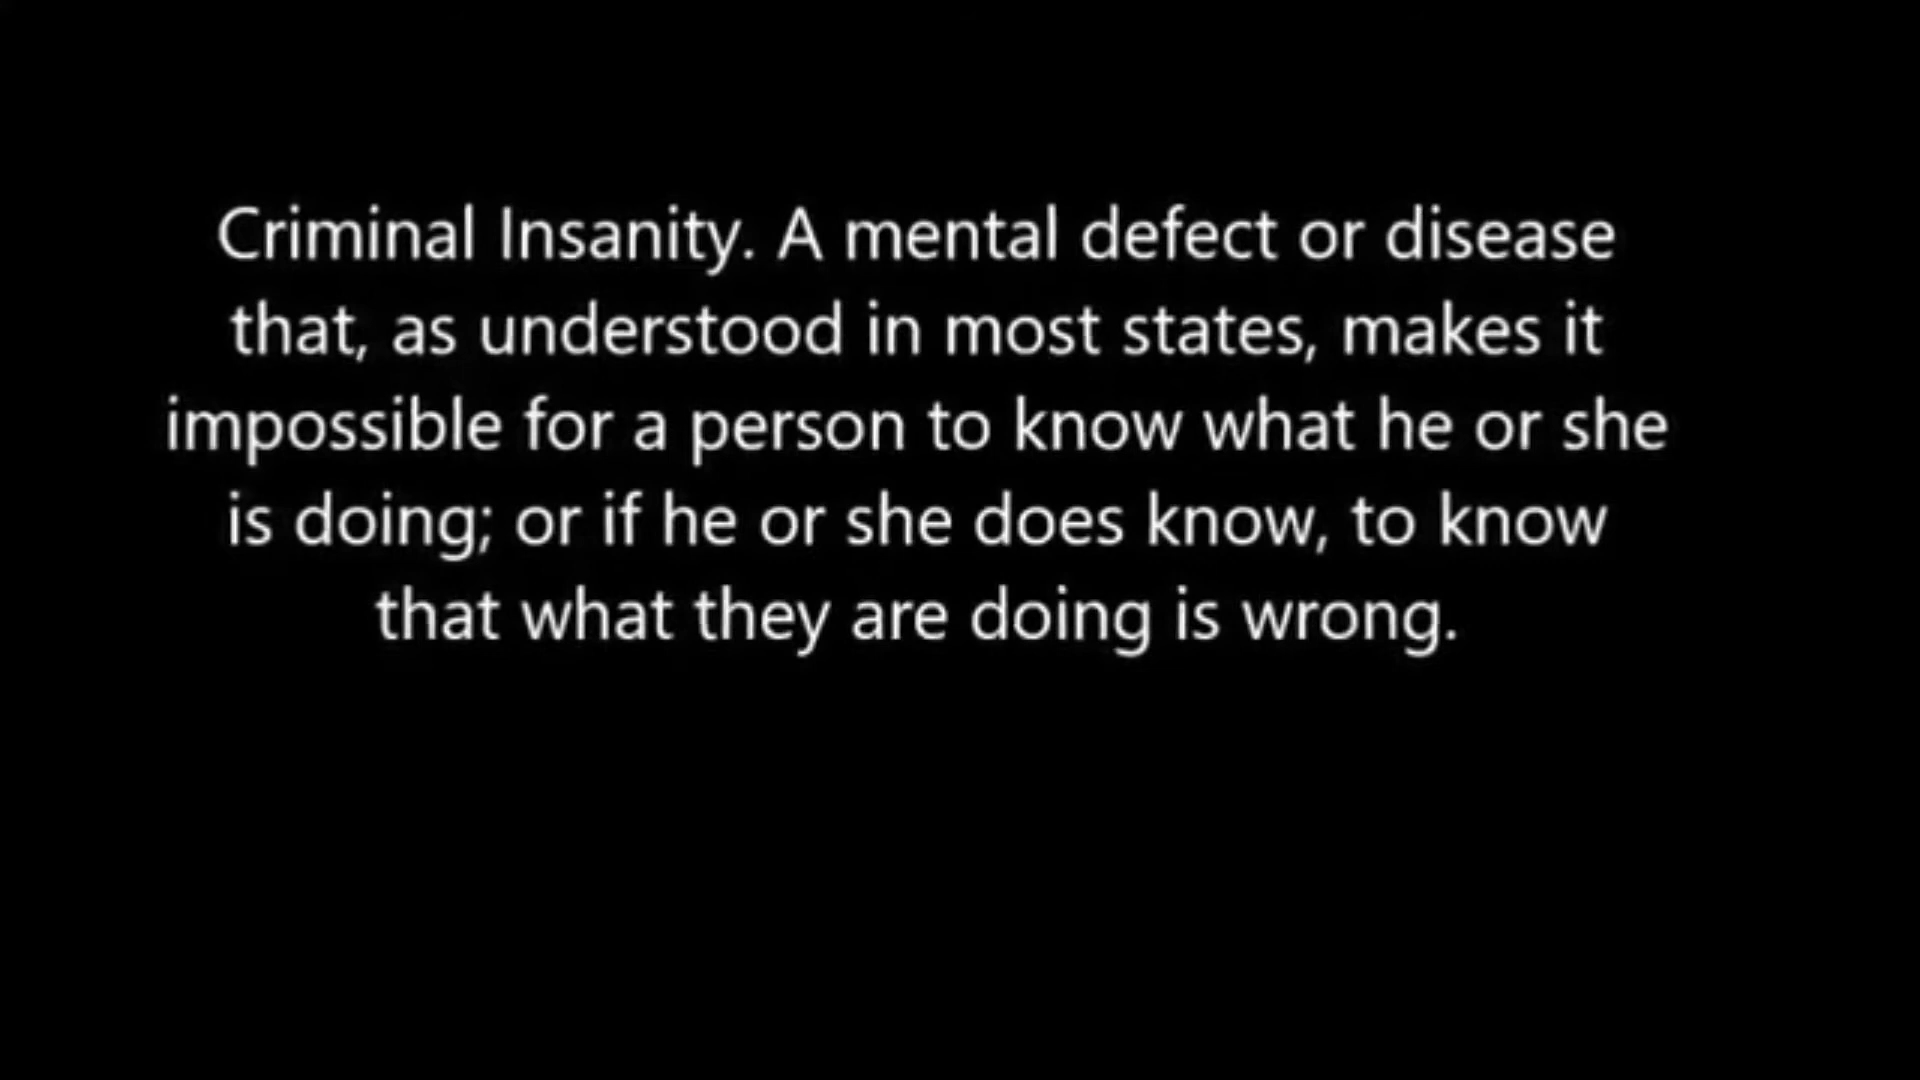 Criminal Insanity. A mental defect or disease
that, as understood in most states, makes it
impossible for a person to know what he or she
is doing; or if he or she does know, to know
that what they are doing is wrong.